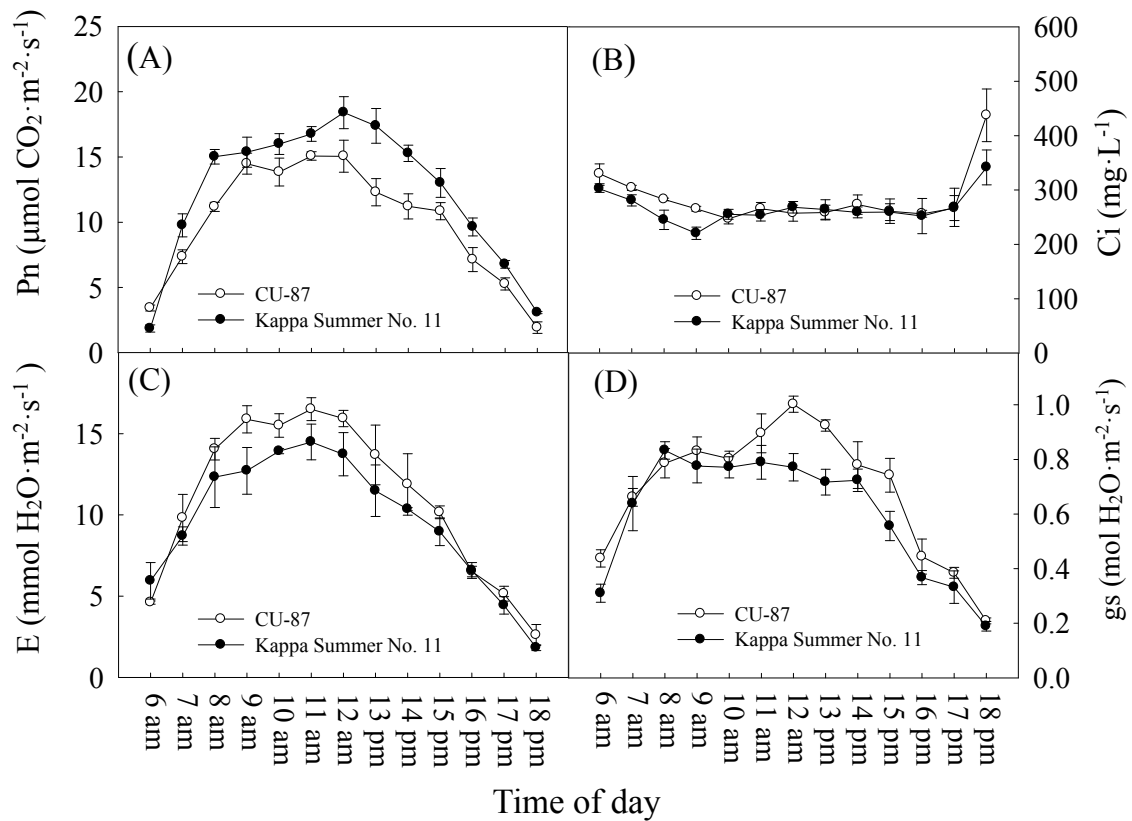 (A)
25
20
15
10
5
0
Pn (μmol CO₂·m⁻²·s⁻¹)
CU-87
Kappa Summer No. 11
(B)
600
500
400
300
200
100
0
Ci (mg·L⁻¹)
CU-87
Kappa Summer No. 11
(C)
15
10
5
0
E (mmol H₂O·m⁻²·s⁻¹)
CU-87
Kappa Summer No. 11
(D)
1.0
0.8
0.6
0.4
0.2
0.0
gs (mol H₂O·m⁻²·s⁻¹)
CU-87
Kappa Summer No. 11
6 am
7 am
8 am
9 am
10 am
11 am
12 am
13 pm
14 pm
15 pm
16 pm
17 pm
18 pm
6 am
7 am
8 am
9 am
10 am
11 am
12 am
13 pm
14 pm
15 pm
16 pm
17 pm
18 pm
Time of day